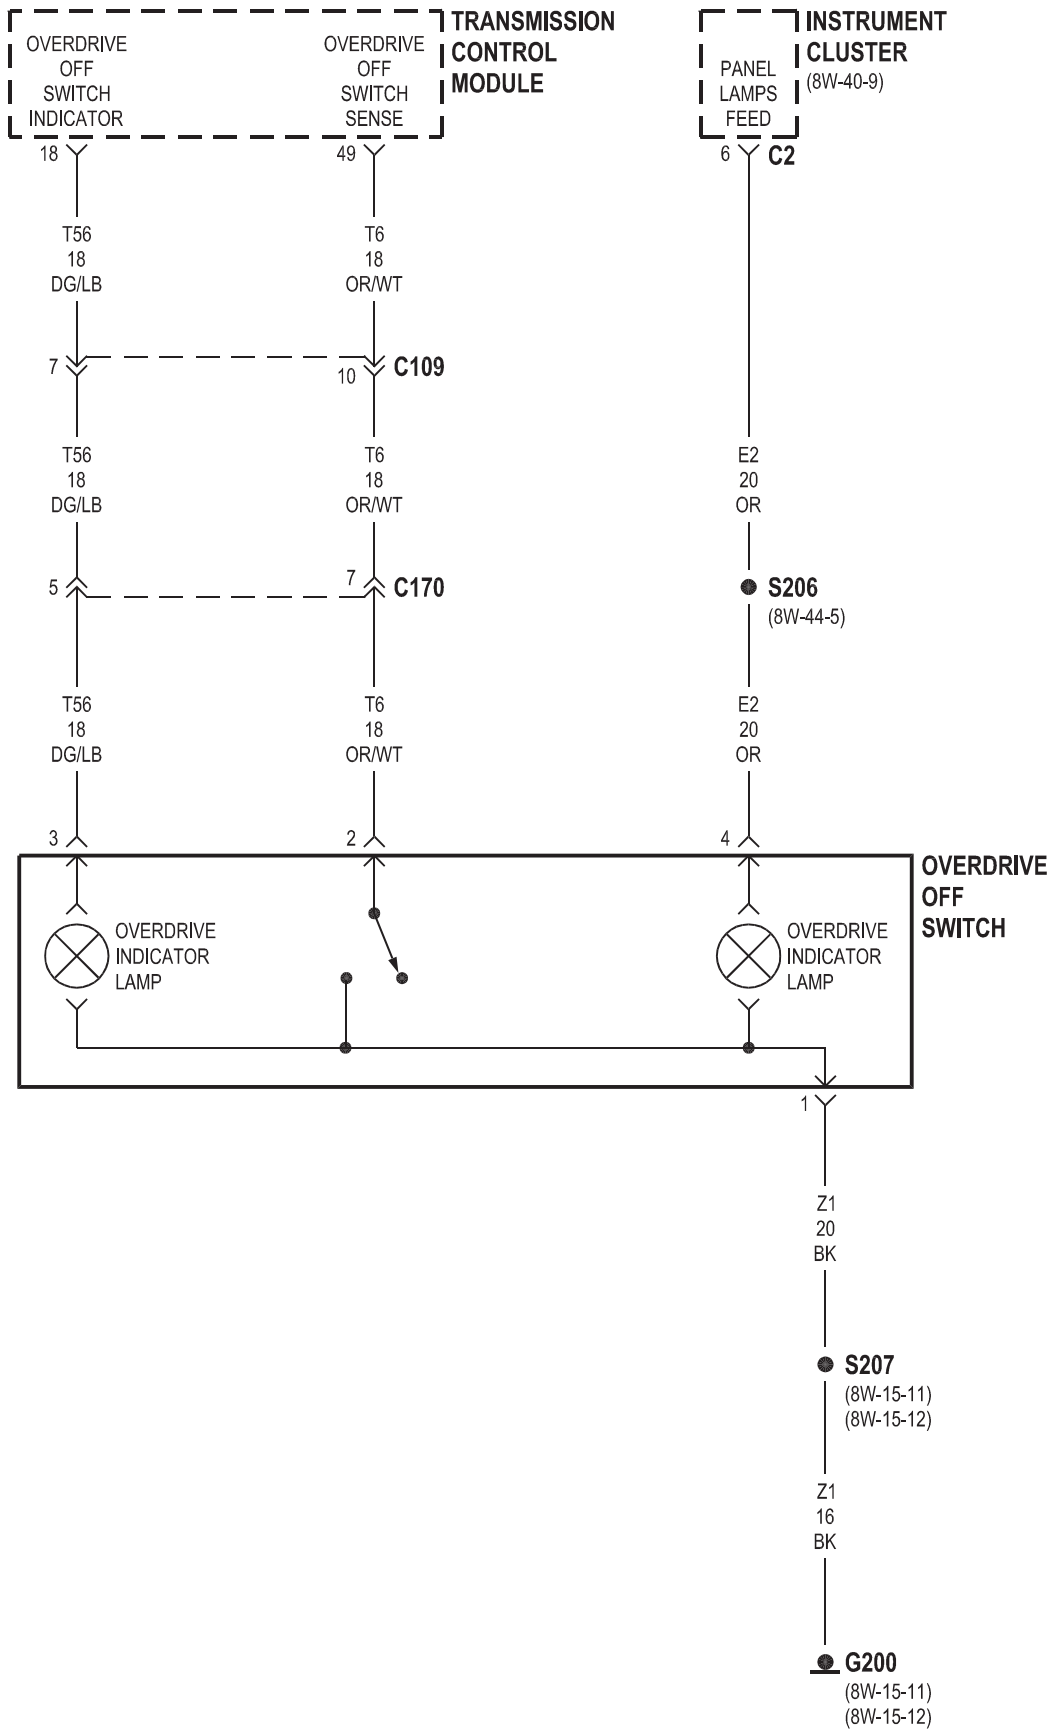 OVERDRIVE
OFF
SWITCH
INDICATOR
OVERDRIVE
OFF
SWITCH
SENSE
TRANSMISSION
CONTROL
MODULE
PANEL
LAMPS
FEED
INSTRUMENT
CLUSTER
(8W-40-9)
18
49
6
C2
T56
18
DG/LB
T6
18
OR/WT
7
10
C109
T56
18
DG/LB
T6
18
OR/WT
E2
20
OR
5
7
C170
S206
(8W-44-5)
T56
18
DG/LB
T6
18
OR/WT
E2
20
OR
3
2
4
OVERDRIVE
OFF
SWITCH
OVERDRIVE
INDICATOR
LAMP
OVERDRIVE
INDICATOR
LAMP
1
Z1
20
BK
S207
(8W-15-11)
(8W-15-12)
Z1
16
BK
G200
(8W-15-11)
(8W-15-12)